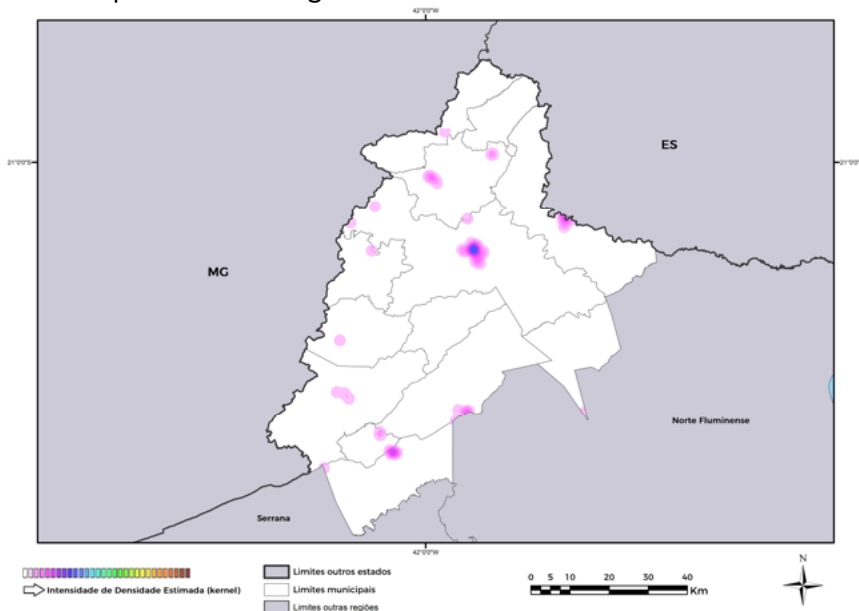 42°0'0"W
ES
21°0'0"S
21°0'0"S
MG
Norte Fluminense
Serrana
42°0'0"W
Intensidade de Densidade Estimada (kernel)
Limites outros estados
Limites municipais
Limites outras regiões
0 5 10 20 30 40
Km
N